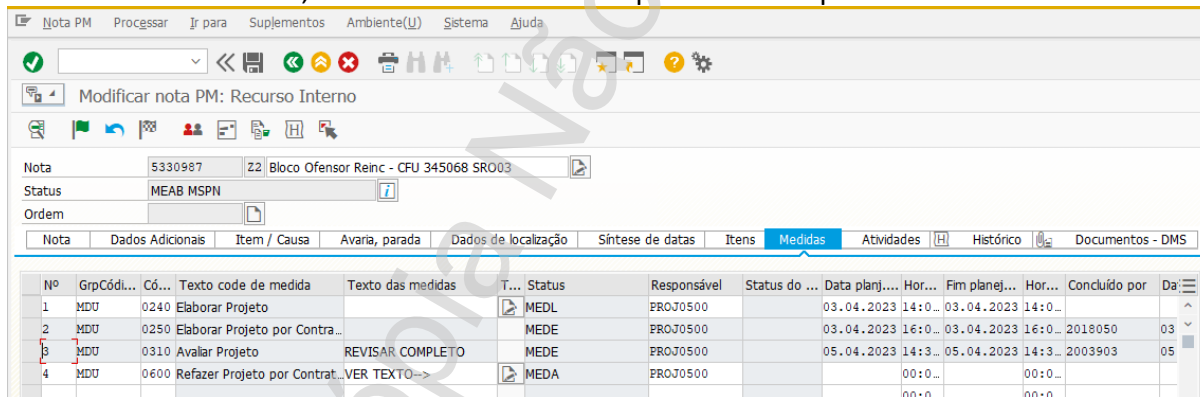 Nota PM Processar Ir para Suplementos Ambiente(U) Sistema Ajuda
Modificar nota PM: Recurso Interno
Nota 5330987 Z2 Bloco Ofensor Reinc - CFU 345068 SRO03
Status MEAB MSPN
Ordem
Nota Dados Adicionais Item / Causa Avaria, parada Dados de localização Síntese de datas Itens Medidas Atividades Histórico Documentos - DMS
Nº GrpCódi... Có... Texto code de medida Texto das medidas T... Status Responsável Status do ... Data planj.... Hor... Fim planej... Hor... Concluído por Da
1 MDU 0240 Elaborar Projeto MEDL PROJ0500 03.04.2023 14:0... 03.04.2023 14:0...
2 MDU 0250 Elaborar Projeto por Contra... MEDE PROJ0500 03.04.2023 16:0... 03.04.2023 16:0... 2018050 03
3 MDU 0310 Avaliar Projeto REVISAR COMPLETO MEDE PROJ0500 05.04.2023 14:3... 05.04.2023 14:3... 2003903 05
4 MDU 0600 Refazer Projeto por Contrat... VER TEXTO--> MEDA PROJ0500 00:0... 00:0...
00:0 00:0